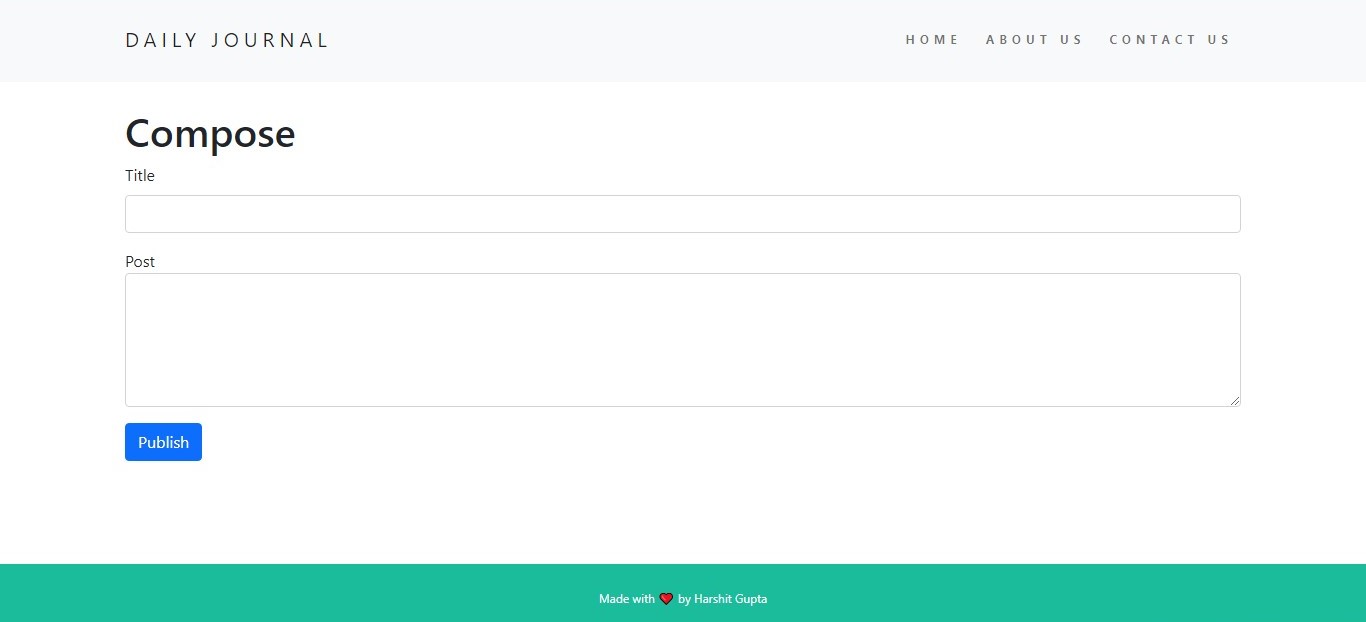 DAILY JOURNAL
HOME ABOUT US CONTACT US
Compose
Title
Post
Publish
Made with ❤️ by Harshit Gupta